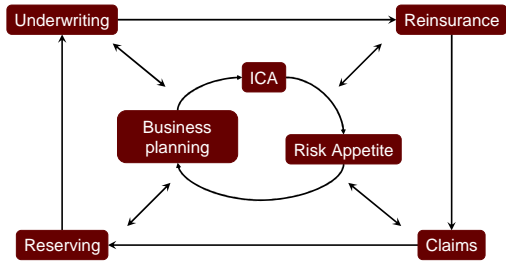 Underwriting
Reinsurance
ICA
Business
planning
Risk Appetite
Reserving
Claims